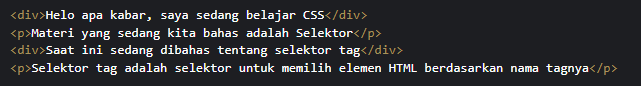 <div>Helo apa kabar, saya sedang belajar CSS</div>
<p>Materi yang sedang kita bahas adalah Selektor</p>
<div>Saat ini sedang dibahas tentang selektor tag</div>
<p>Selektor tag adalah selektor untuk memilih elemen HTML berdasarkan nama tagnya</p>